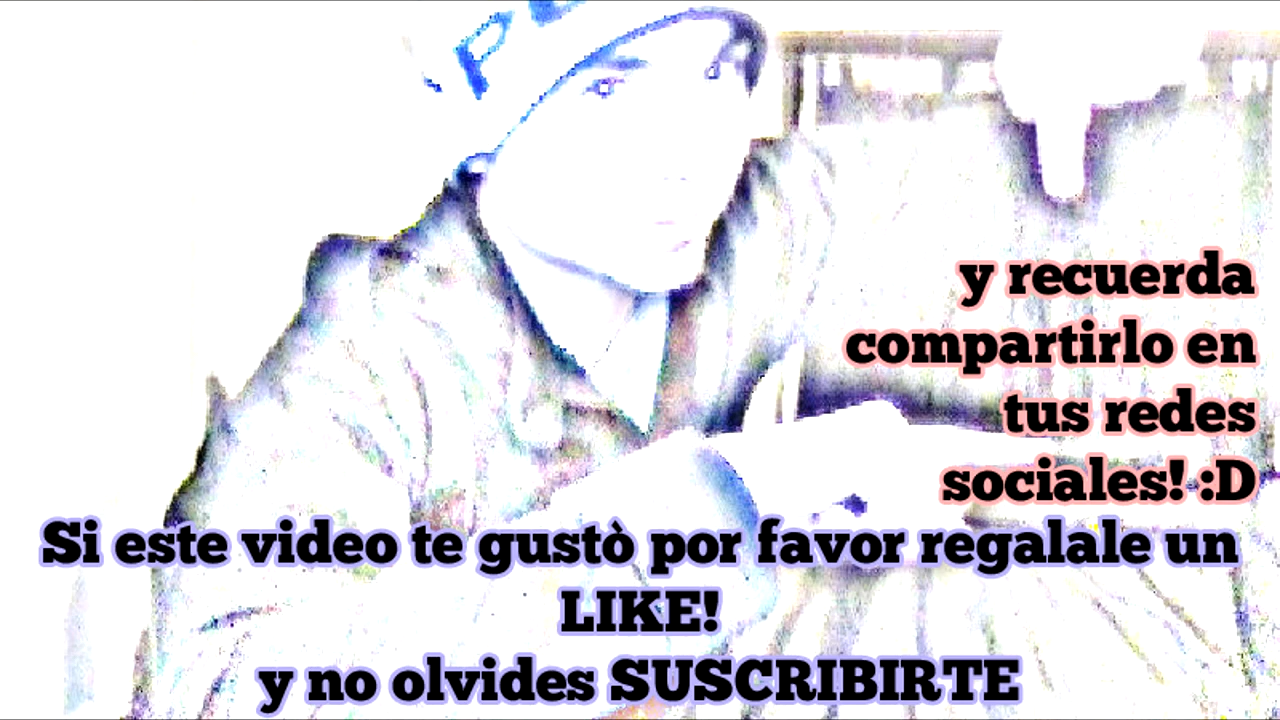 y recuerda
compartirlo en
tus redes
sociales! :D
Si este video te gustò por favor regalale un
LIKE!
y no olvides SUSCRIBIRTE